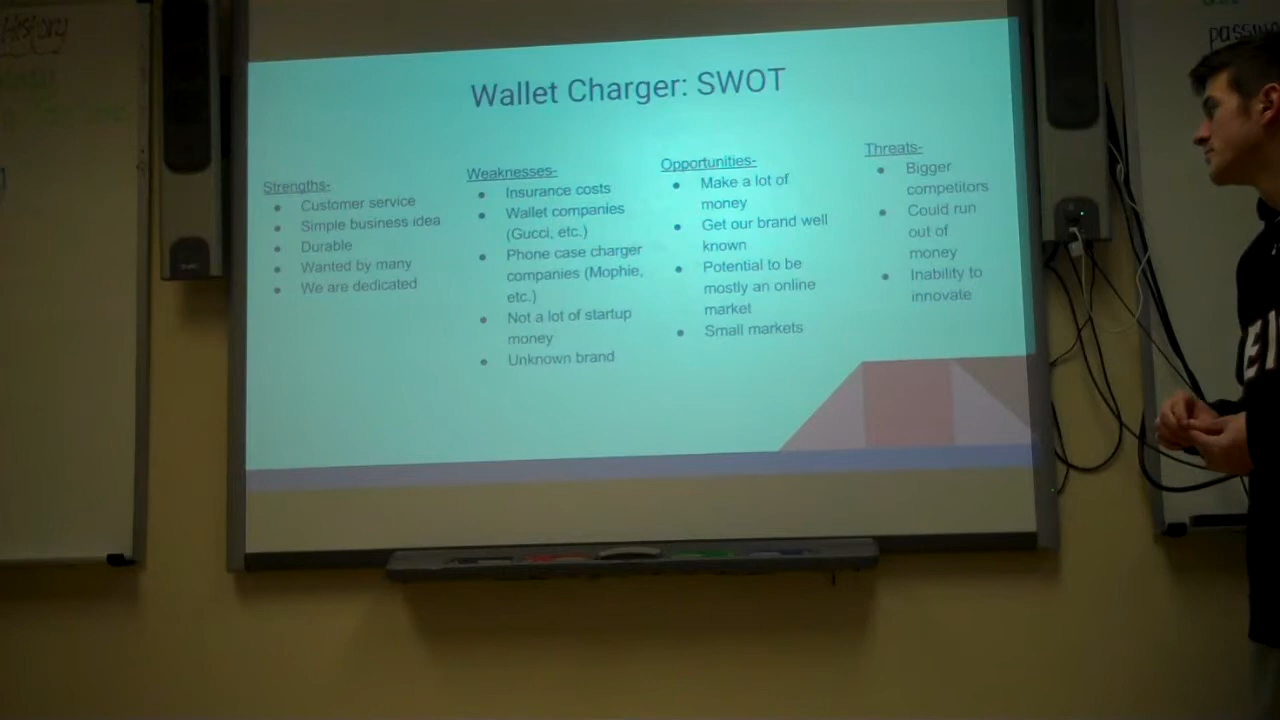 Wallet Charger: SWOT
Strengths-
Customer service
Simple business idea
Durable
Wanted by many
We are dedicated
Weaknesses-
Insurance costs
Wallet companies
(Gucci, etc.)
Phone case charger
companies (Mophie,
etc.)
Not a lot of startup
money
Unknown brand
Opportunities-
Make a lot of
money
Get our brand well
known
Potential to be
mostly an online
market
Small markets
Threats-
Bigger
competitors
Could run
out of
money
Inability to
innovate